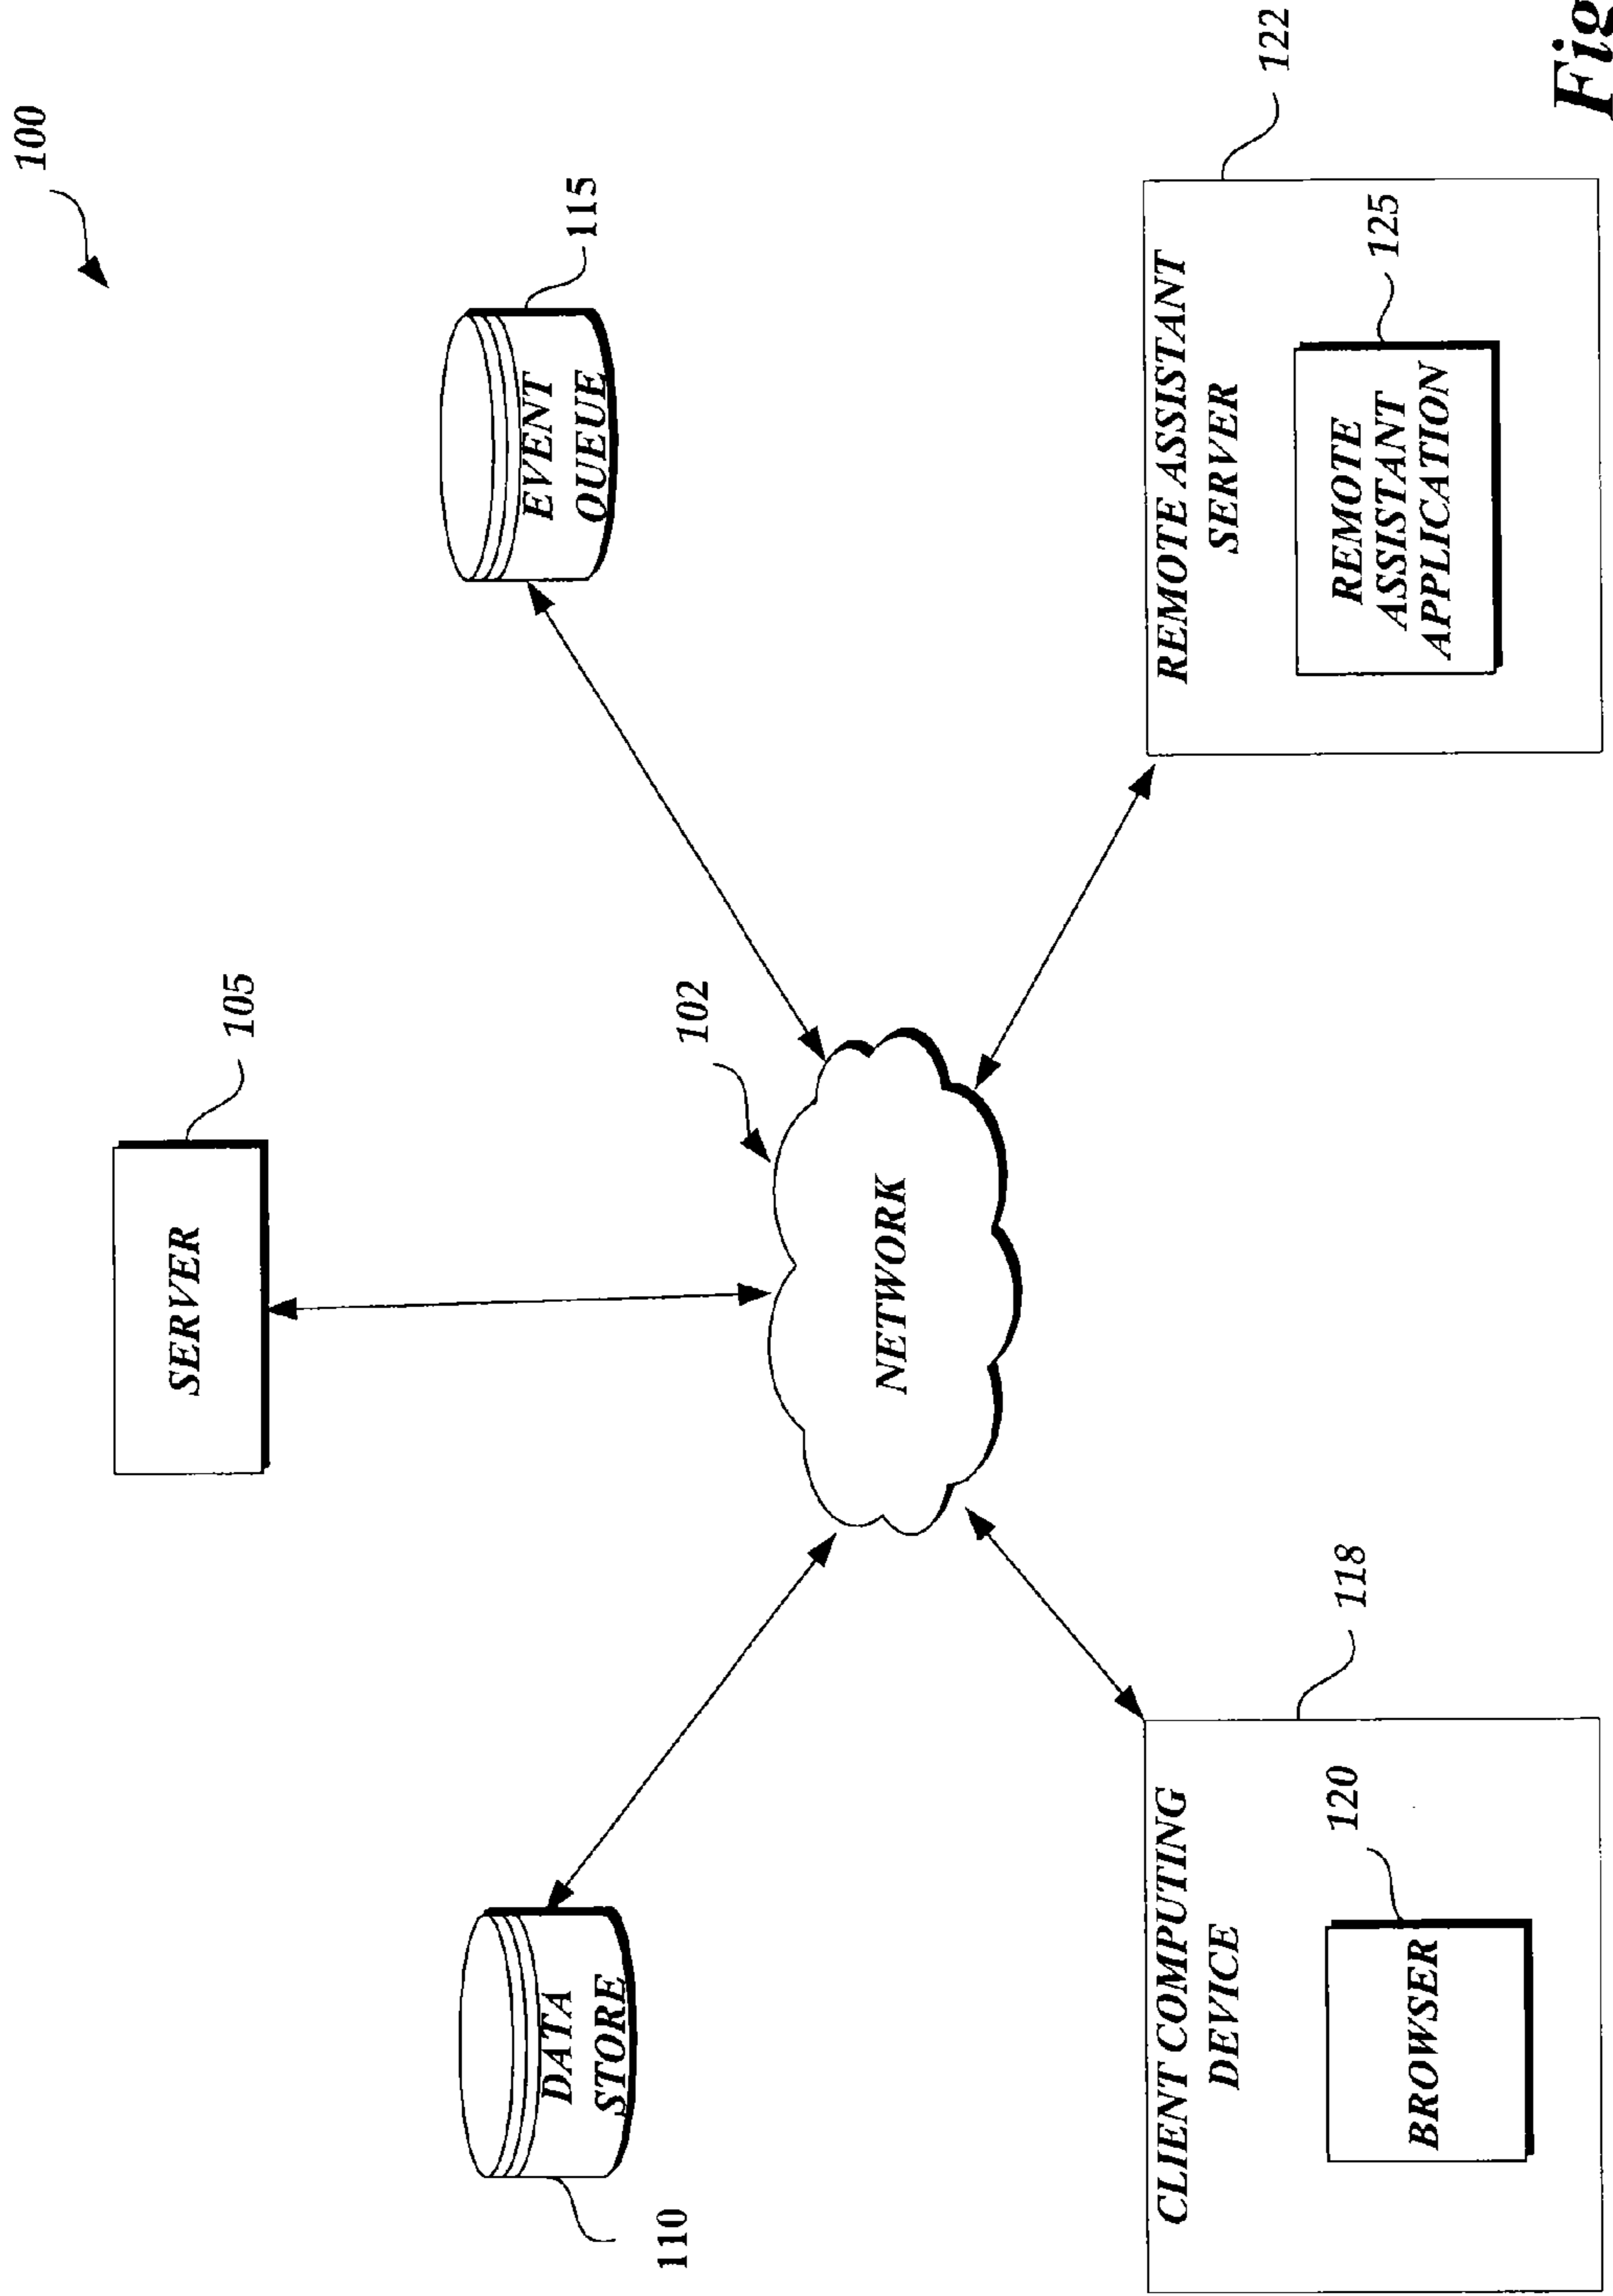 100
SERVER
105
DATA
STORE
110
EVENT
QUEUE
115
102
NETWORK
CLIENT COMPUTING
DEVICE
118
BROWSER
120
REMOTE ASSISTANT
SERVER
122
REMOTE
ASSISTANT
APPLICATION
125
Fig